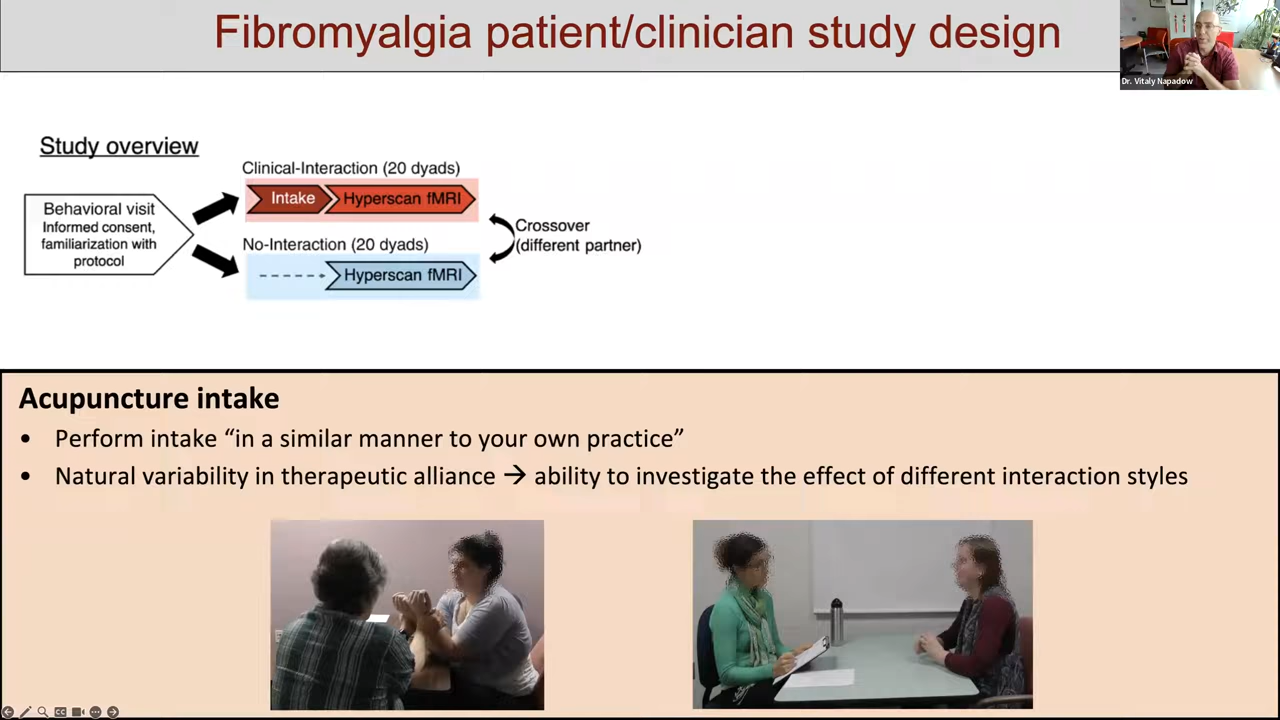 Fibromyalgia patient/clinician study design
Dr. Vitaly Napadow
Study overview
Behavioral visit
Informed consent,
familiarization with
protocol
Clinical-Interaction (20 dyads)
Intake
Hyperscan fMRI
No-Interaction (20 dyads)
Hyperscan fMRI
Crossover
(different partner)
Acupuncture intake
• Perform intake “in a similar manner to your own practice”
• Natural variability in therapeutic alliance → ability to investigate the effect of different interaction styles
CC